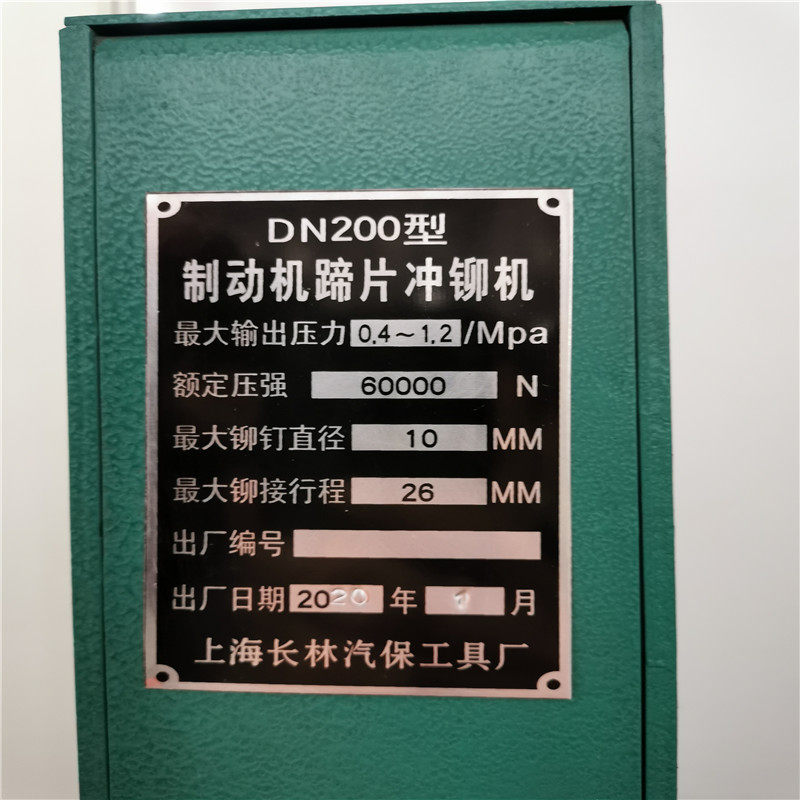 DN200型
制动机蹄片冲铆机
最大输出压力 0.4～1.2 /Mpa
额定压强 60000 N
最大铆钉直径 10 MM
最大铆接行程 26 MM
出厂编号
出厂日期 2020 年 1 月
上海长林汽保工具厂